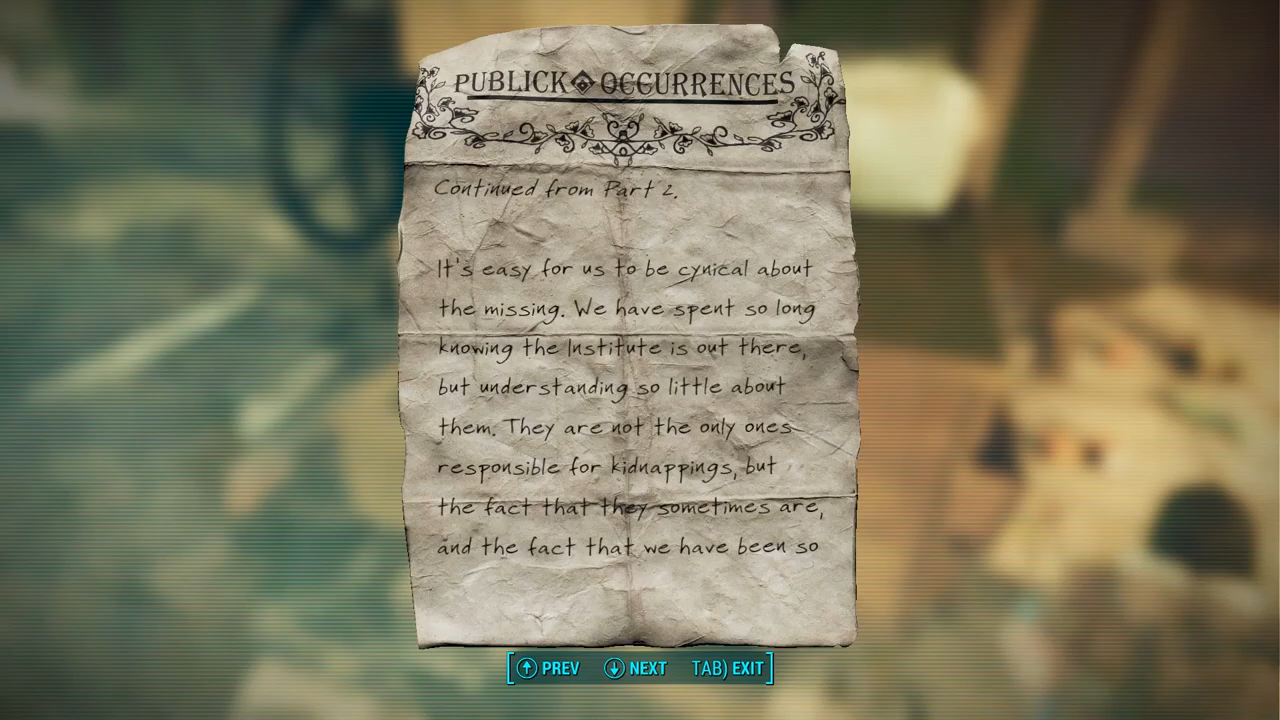 PUBLICK OCCURRENCES
Continued from Part 2.
It's easy for us to be cynical about
the missing. We have spent so long
knowing the Institute is out there,
but understanding so little about
them. They are not the only ones
responsible for kidnappings, but
the fact that they sometimes are,
and the fact that we have been so
PREV NEXT TAB) EXIT